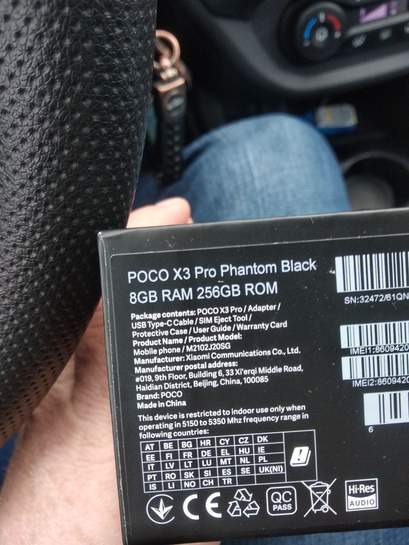 POCO X3 Pro Phantom Black
8GB RAM 256GB ROM
Package contents: POCO X3 Pro / Adapter /
USB Type-C Cable / SIM Eject Tool /
Protective Case / User Guide / Warranty Card
Product Name / Product Model:
Mobile phone / M2102J20SG
Manufacturer: Xiaomi Communications Co., Ltd.
Manufacturer postal address:
#019, 9th Floor, Building 6, 33 Xi'erqi Middle Road,
Haidian District, Beijing, China, 100085
Brand: POCO
Made in China
This device is restricted to indoor use only when
operating in 5150 to 5350 MHz frequency range in
following countries:
AT BE BG HR CY CZ DK
EE FI FR DE EL HU IE
IT LV LT LU MT NL PL
PT RO SK SI ES SE UK(NI)
IS LI NO CH TR
CE
QC
PASS
Hi-Res
AUDIO
SN:32472/61QN
IMEI1:8609420
IMEI2:8609420
6